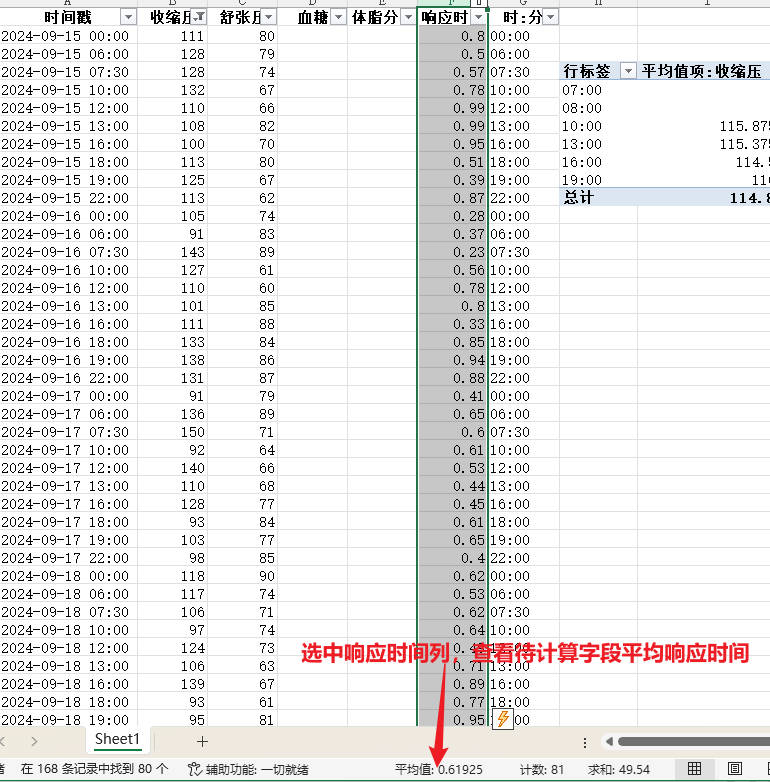 时间戳 收缩压 舒张压 血糖 体脂分 响应时 时:分
2024-09-15 00:00 111 80 0.8 00:00
2024-09-15 06:00 128 79 0.5 06:00
2024-09-15 07:30 128 74 0.57 07:30 行标签 平均值项:收缩压
2024-09-15 10:00 132 67 0.78 10:00 07:00
2024-09-15 12:00 110 66 0.99 12:00 08:00
2024-09-15 13:00 108 82 0.99 13:00 10:00 115.875
2024-09-15 16:00 100 70 0.95 16:00 13:00 115.375
2024-09-15 18:00 113 80 0.51 18:00 16:00 114.5
2024-09-15 19:00 125 67 0.39 19:00 19:00 11
2024-09-15 22:00 113 62 0.87 22:00 总计 114.8
2024-09-16 00:00 105 74 0.28 00:00
2024-09-16 06:00 91 83 0.37 06:00
2024-09-16 07:30 143 89 0.23 07:30
2024-09-16 10:00 127 61 0.56 10:00
2024-09-16 12:00 110 60 0.78 12:00
2024-09-16 13:00 101 85 0.8 13:00
2024-09-16 16:00 111 88 0.33 16:00
2024-09-16 18:00 133 84 0.85 18:00
2024-09-16 19:00 138 86 0.94 19:00
2024-09-16 22:00 131 87 0.88 22:00
2024-09-17 00:00 91 79 0.41 00:00
2024-09-17 06:00 136 89 0.65 06:00
2024-09-17 07:30 150 71 0.6 07:30
2024-09-17 10:00 92 64 0.61 10:00
2024-09-17 12:00 140 66 0.53 12:00
2024-09-17 13:00 110 68 0.44 13:00
2024-09-17 16:00 128 77 0.45 16:00
2024-09-17 18:00 93 84 0.61 18:00
2024-09-17 19:00 103 77 0.65 19:00
2024-09-17 22:00 98 85 0.4 22:00
2024-09-18 00:00 118 90 0.62 00:00
2024-09-18 06:00 117 74 0.53 06:00
2024-09-18 07:30 106 71 0.62 07:30
2024-09-18 10:00 97 74 0.64 10:00
2024-09-18 12:00 124 73
选中响应时间列，查看待计算字段平均响应时间
2024-09-18 13:00 106 63 0.71 13:00
2024-09-18 16:00 139 67 0.89 16:00
2024-09-18 18:00 93 61 0.77 18:00
2024-09-18 19:00 95 81 0.95
Sheet1
绪 在 168 条记录中找到 80 个 辅助功能: 一切就绪 平均值: 0.61925 计数: 81 求和: 49.54